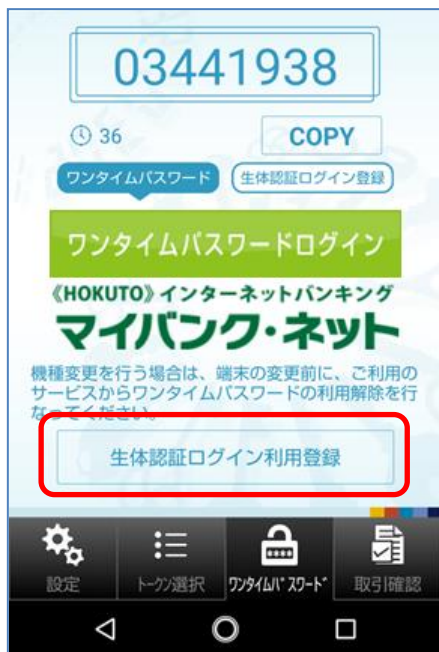 03441938
36
COPY
ワンタイムパスワード
生体認証ログイン登録
ワンタイムパスワードログイン
《HOKUTO》インターネットバンキング
マイバンク・ネット
機種変更を行う場合は、端末の変更前に、ご利用の
サービスからワンタイムパスワードの利用解除を行
なってください。
生体認証ログイン利用登録
設定
トークン選択
ワンタイムパスワード
取引確認